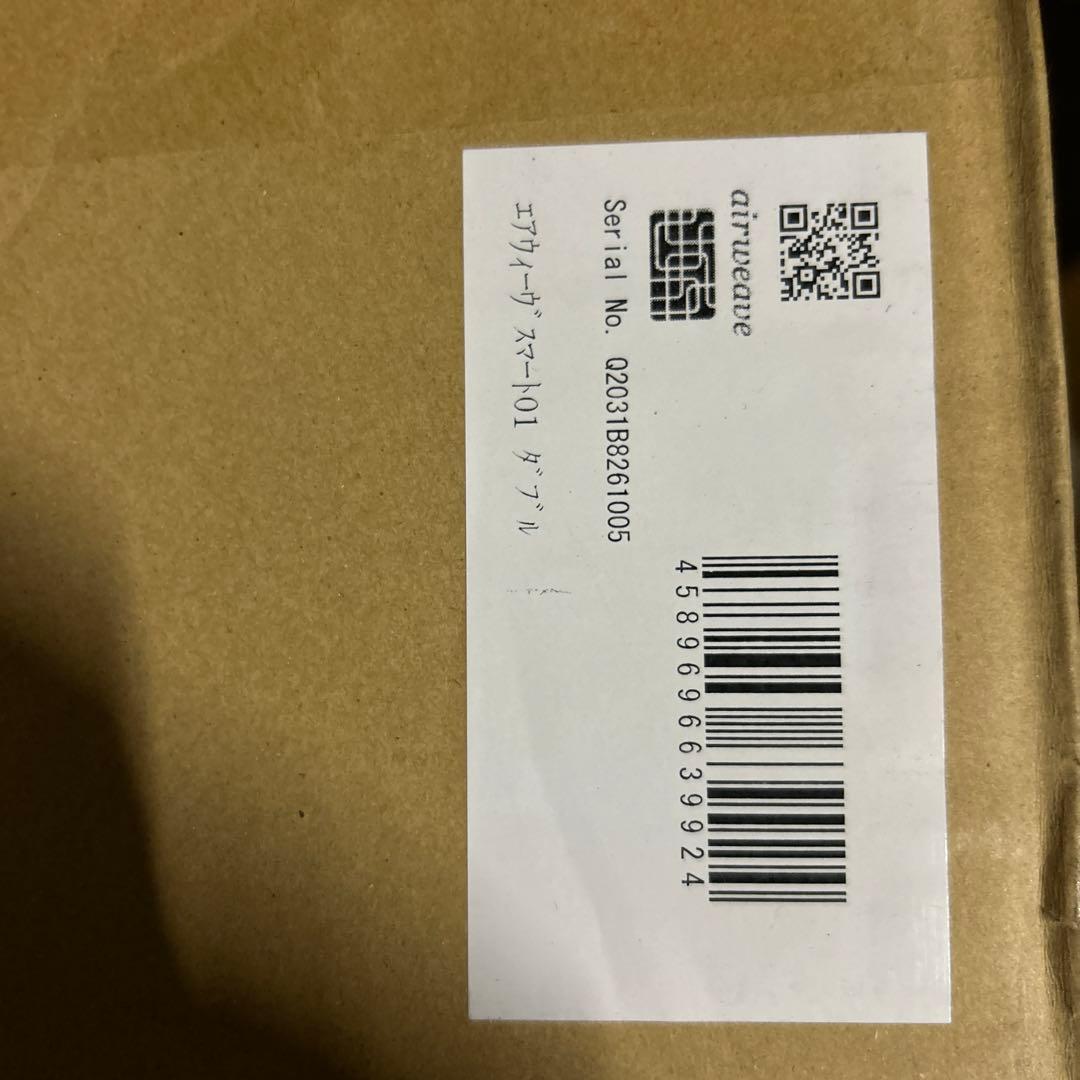 airweave
4589696639924
Serial No. Q2031B8261005
ｴｱｳｨｰｳﾞ ｽﾏｰﾄ01 ﾀﾞﾌﾞﾙ